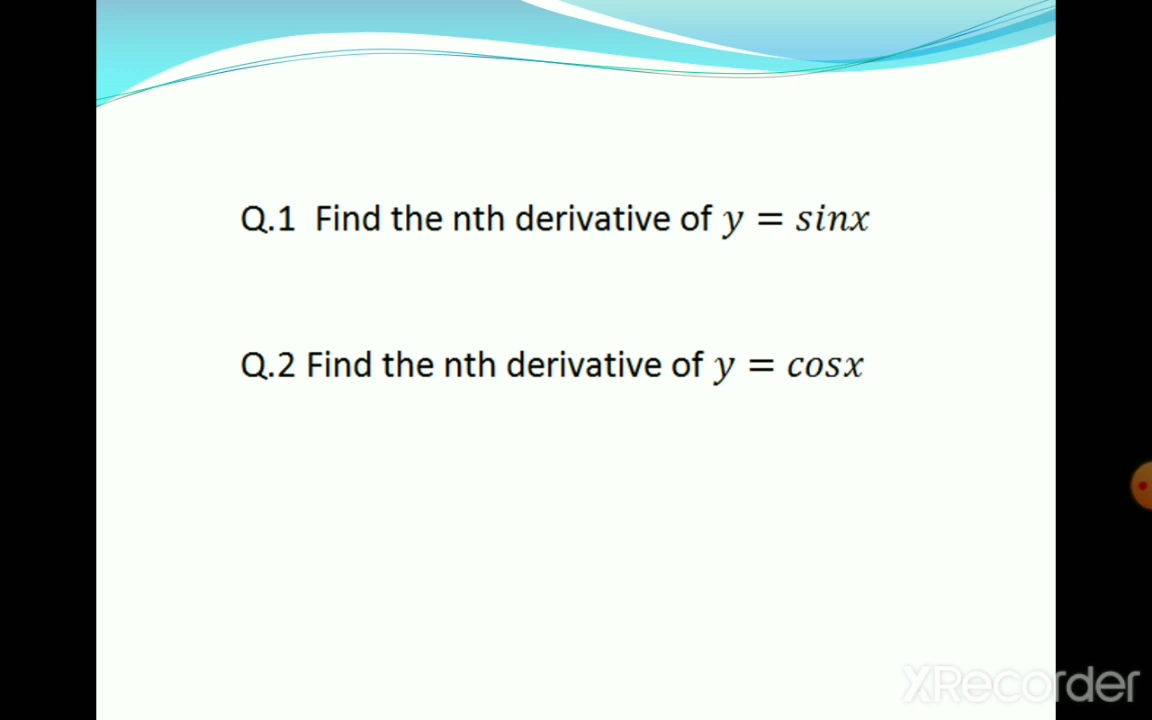 Q.1 Find the nth derivative of y = sinx
Q.2 Find the nth derivative of y = cosx
XRecorder